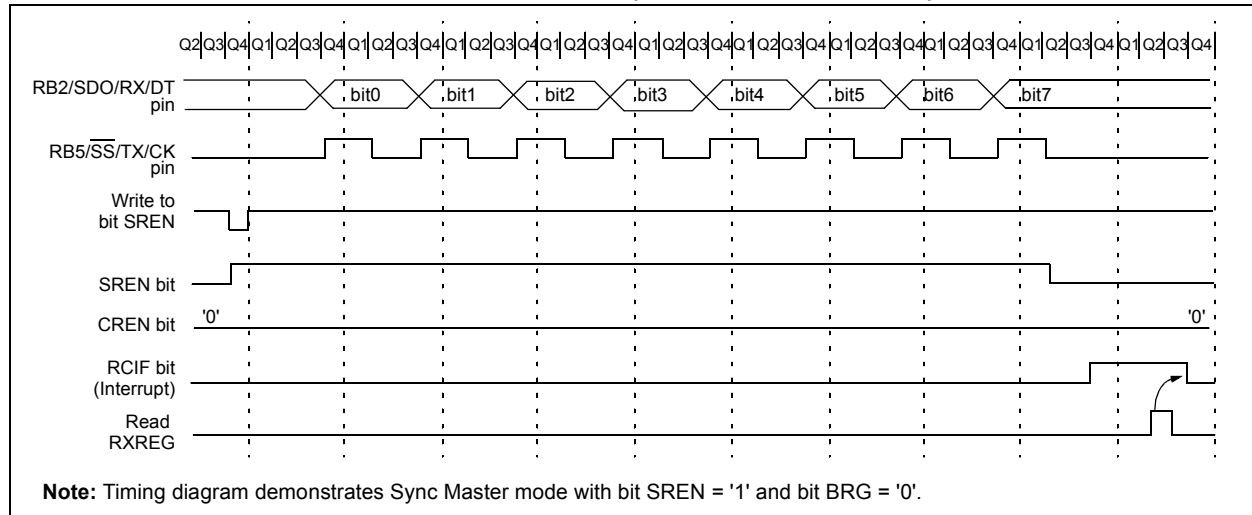 Q2|Q3|Q4|Q1|Q2|Q3|Q4|Q1|Q2|Q3|Q4|Q1|Q2|Q3|Q4|Q1|Q2|Q3|Q4|Q1|Q2|Q3|Q4|Q1|Q2|Q3|Q4|Q1|Q2|Q3|Q4|Q1|Q2|Q3|Q4|Q1|Q2|Q3|Q4|Q1|Q2|Q3|Q4
RB2/SDO/RX/DT
pin
bit0 bit1 bit2 bit3 bit4 bit5 bit6 bit7
RB5/SS/TX/CK
pin
Write to
bit SREN
SREN bit
CREN bit '0' '0'
RCIF bit
(Interrupt)
Read
RXREG
Note: Timing diagram demonstrates Sync Master mode with bit SREN = '1' and bit BRG = '0'.